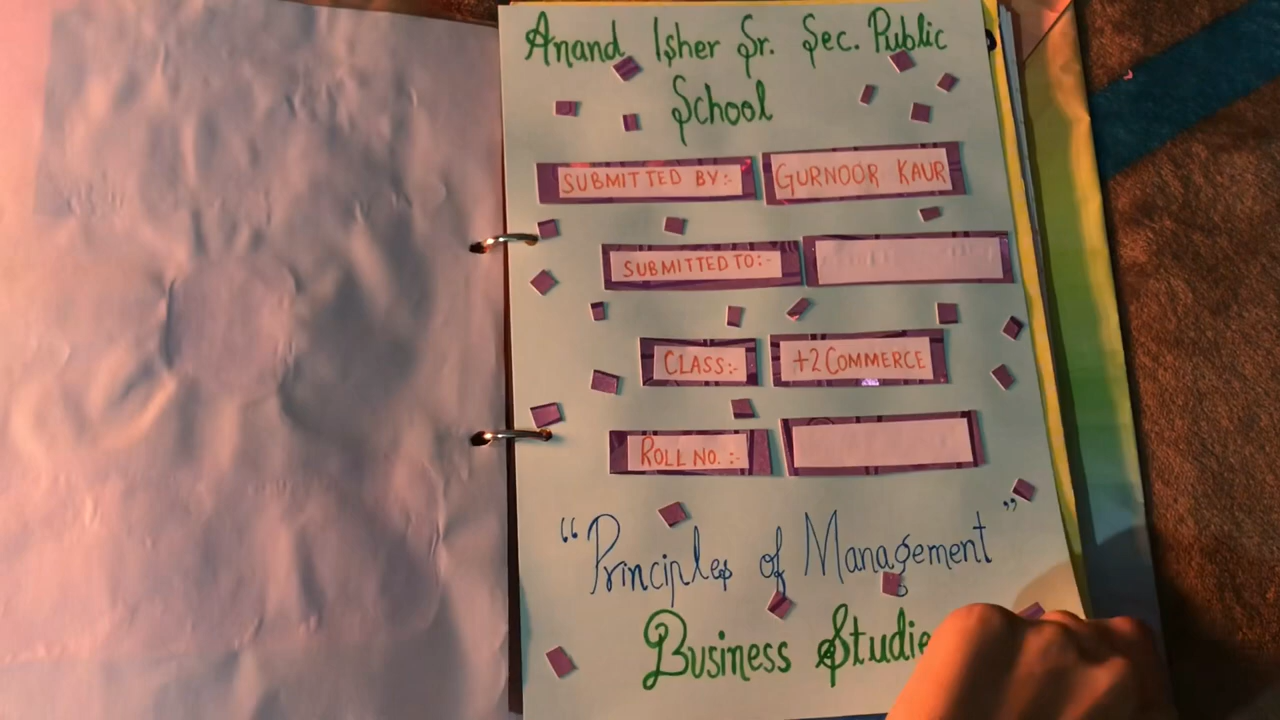 Anand Isher Sr. Sec. Public
School
SUBMITTED BY:- GURNOOR KAUR
SUBMITTED TO:-
CLASS:- +2 COMMERCE
ROLL NO. :-
“Principles of Management”
Business Studie